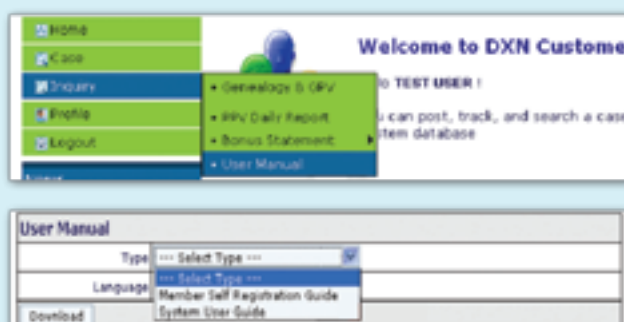 Home
Case
Inquiry
Profile
Logout
• Genealogy & GPV
• PPV Daily Report
• Bonus Statement
• User Manual
Welcome to DXN Custome
TEST USER !
can post, track, and search a case
database
User Manual
Type
--- Select Type ---
Language
--- Select Type ---
Member Self Registration Guide
System User Guide
Download